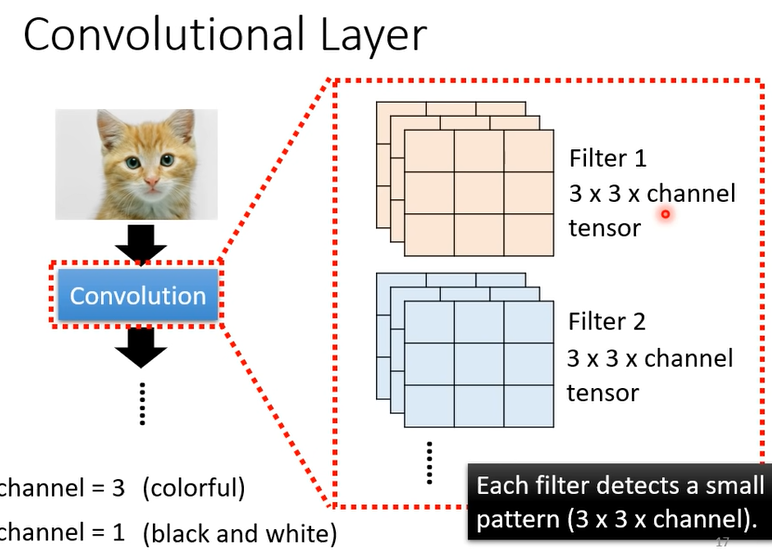 Convolutional Layer
Convolution
Filter 1
3 x 3 x channel
tensor
Filter 2
3 x 3 x channel
tensor
channel = 3 (colorful)
channel = 1 (black and white)
Each filter detects a small
pattern (3 x 3 x channel).
17